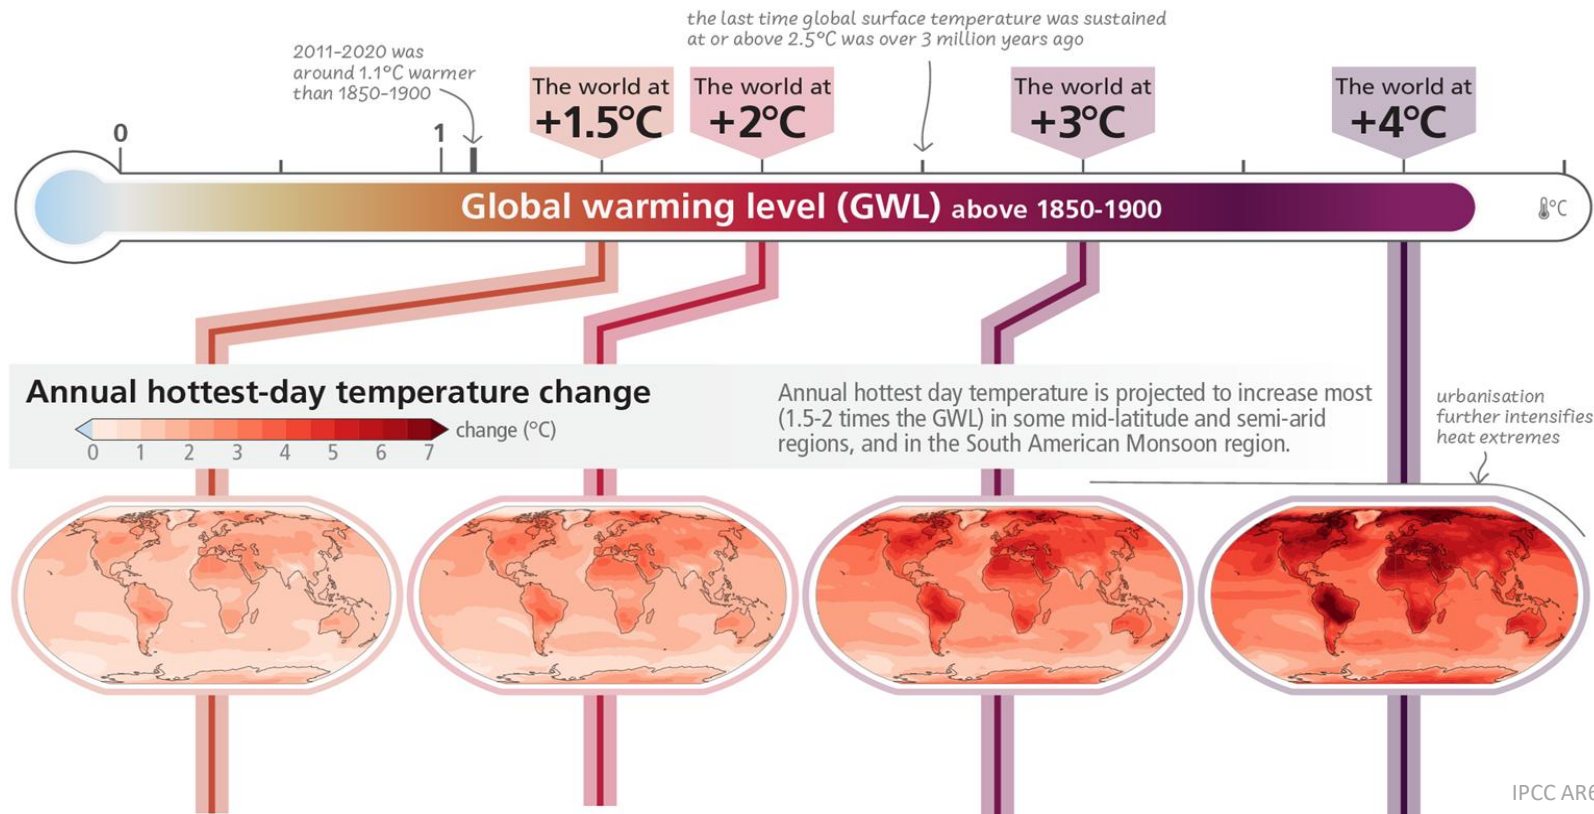 the last time global surface temperature was sustained
at or above 2.5°C was over 3 million years ago
2011-2020 was
around 1.1°C warmer
than 1850-1900
The world at
+1.5°C
The world at
+2°C
The world at
+3°C
The world at
+4°C
0
1
Global warming level (GWL) above 1850-1900
°C
Annual hottest-day temperature change
change (°C)
0 1 2 3 4 5 6 7
Annual hottest day temperature is projected to increase most
(1.5-2 times the GWL) in some mid-latitude and semi-arid
regions, and in the South American Monsoon region.
urbanisation
further intensifies
heat extremes
IPCC AR6